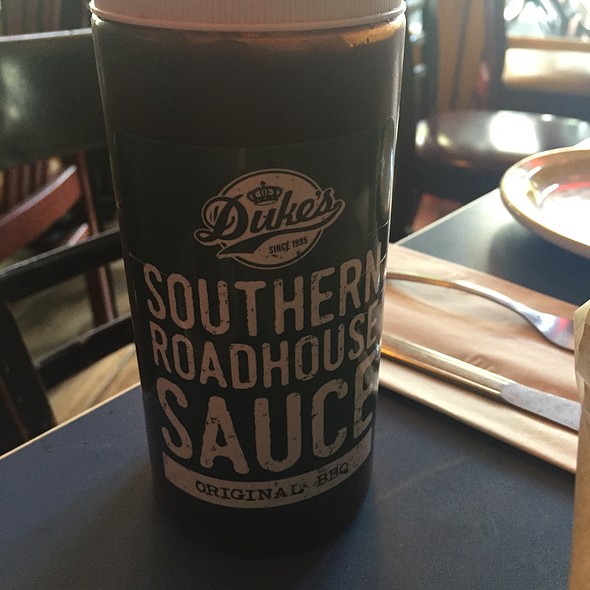 Duke's
SINCE 1995
SOUTHERN
ROADHOUSE
SAUCE
ORIGINAL BBQ